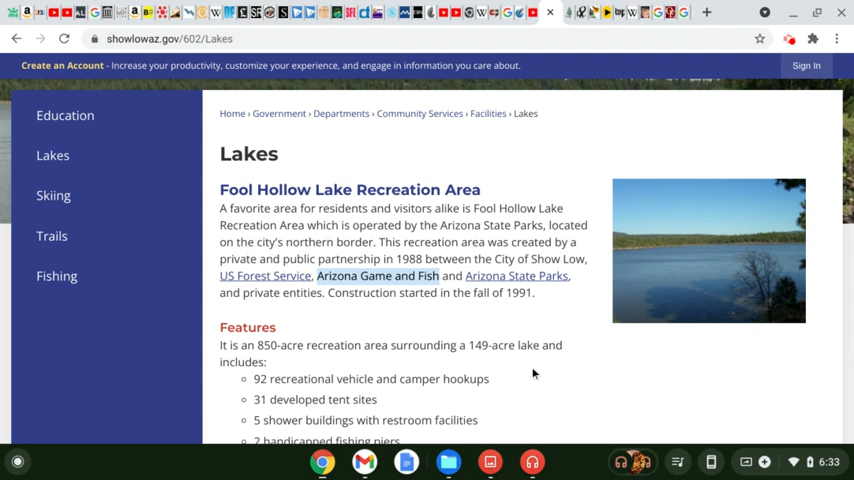 showlowaz.gov/602/Lakes
Create an Account - Increase your productivity, customize your experience, and engage in information you care about.
Sign In
Education
Lakes
Skiing
Trails
Fishing
Home › Government › Departments › Community Services › Facilities › Lakes
Lakes
Fool Hollow Lake Recreation Area
A favorite area for residents and visitors alike is Fool Hollow Lake
Recreation Area which is operated by the Arizona State Parks, located
on the city's northern border. This recreation area was created by a
private and public partnership in 1988 between the City of Show Low,
US Forest Service, Arizona Game and Fish and Arizona State Parks,
and private entities. Construction started in the fall of 1991.
Features
It is an 850-acre recreation area surrounding a 149-acre lake and
includes:
92 recreational vehicle and camper hookups
31 developed tent sites
5 shower buildings with restroom facilities
2 handicapped fishing piers
6:33